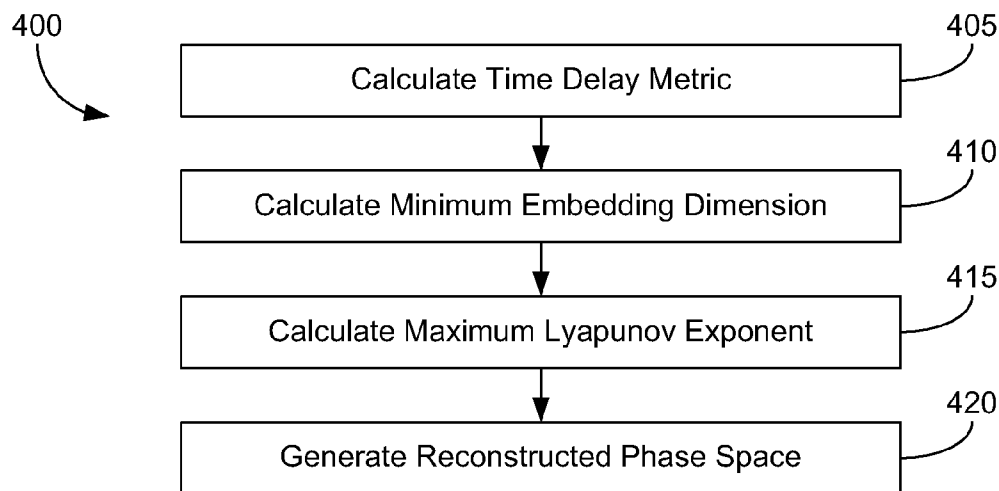 400
405
Calculate Time Delay Metric
410
Calculate Minimum Embedding Dimension
415
Calculate Maximum Lyapunov Exponent
420
Generate Reconstructed Phase Space